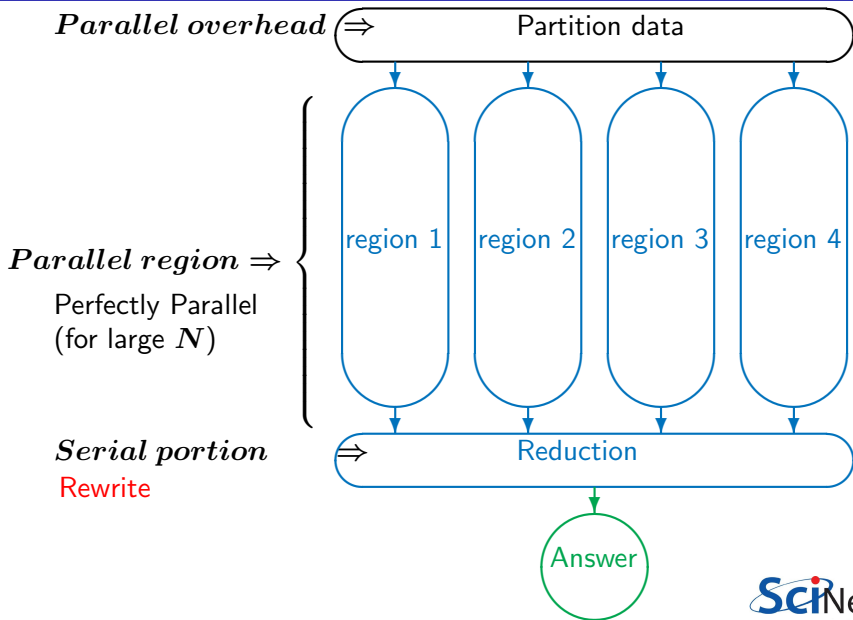 Parallel overhead ⇒ Partition data
region 1 region 2 region 3 region 4
Parallel region ⇒
Perfectly Parallel
(for large N)
Serial portion ⇒ Reduction
Rewrite
Answer
SciNe